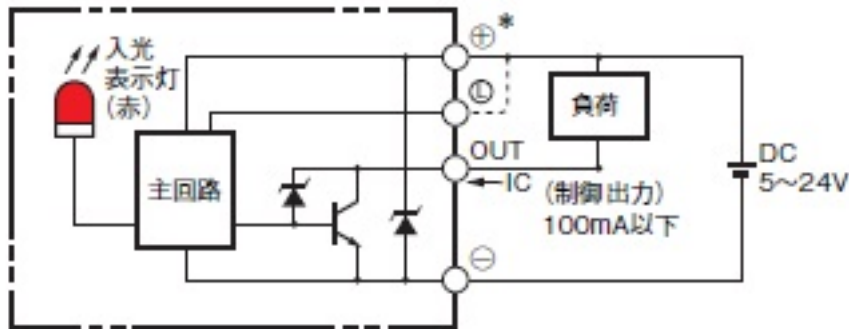 入光
表示灯
(赤)
主回路
⊕*
Ⓛ
OUT
IC
⊖
負荷
(制御出力)
100mA以下
DC
5～24V